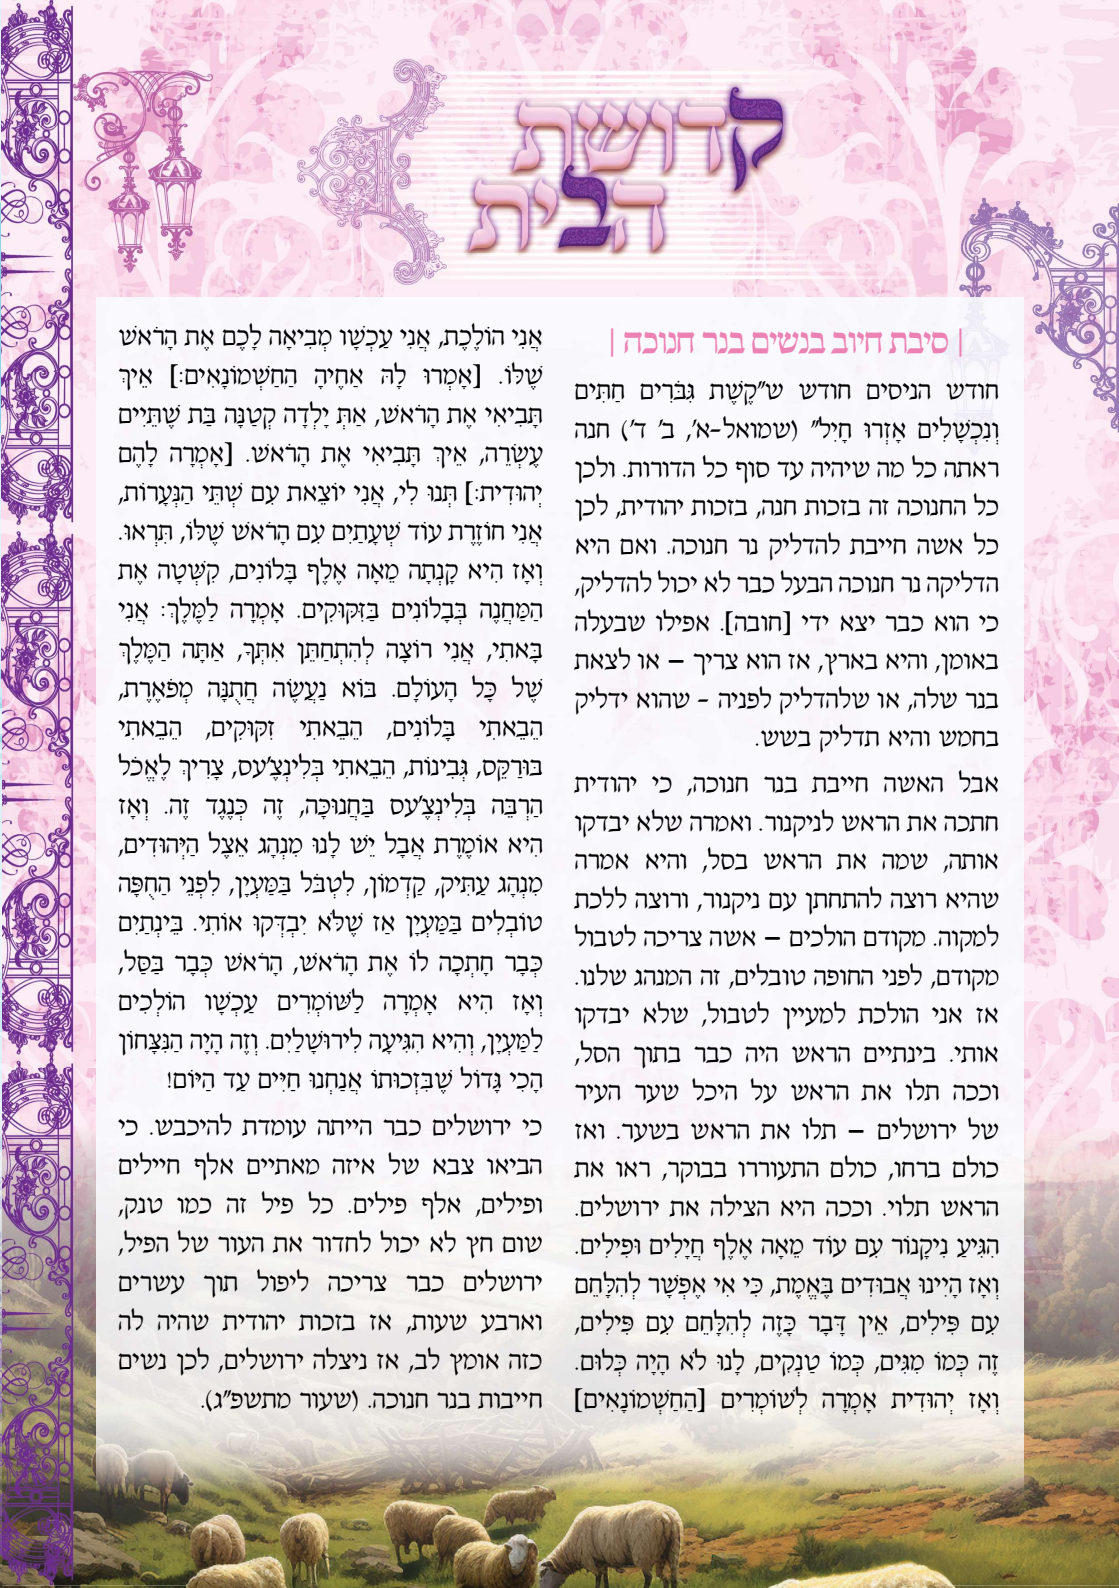 קדושת
הבית
| סיבת חיוב בנשים בנר חנוכה |
חודש הניסים חודש ש"קֶשֶׁת גִּבֹּרִים חַתִּים
וְנִכְשָׁלִים אָזְרוּ חָיִל" (שמואל-א', ב' ד') חנה
ראתה כל מה שיהיה עד סוף כל הדורות. ולכן
כל החנוכה זה בזכות חנה, בזכות יהודית, לכן
כל אשה חייבת להדליק נר חנוכה. ואם היא
הדליקה נר חנוכה הבעל כבר לא יכול להדליק,
כי הוא כבר יצא ידי [חובה]. אפילו שבעלה
באומן, והיא בארץ, אז הוא צריך – או לצאת
בנר שלה, או שלהדליק לפניה - שהוא ידליק
בחמש והיא תדליק בשש.
אבל האשה חייבת בנר חנוכה, כי יהודית
חתכה את הראש לניקנור. ואמרה שלא יבדקו
אותה, שמה את הראש בסל, והיא אמרה
שהיא רוצה להתחתן עם ניקנור, ורוצה ללכת
למקוה. מקודם הולכים – אשה צריכה לטבול
מקודם, לפני החופה טובלים, זה המנהג שלנו.
אז אני הולכת למעיין לטבול, שלא יבדקו
אותי. בינתיים הראש היה כבר בתוך הסל,
וככה תלו את הראש על היכל שער העיר
של ירושלים – תלו את הראש בשער. ואז
כולם ברחו, כולם התעוררו בבוקר, ראו את
הראש תלוי. וככה היא הצילה את ירושלים.
הִגִּיעַ נִיקָנוֹר עִם עוֹד מֵאָה אֶלֶף חֲיָלִים וּפִילִים.
וְאָז הָיִינוּ אֲבוּדִים בֶּאֱמֶת, כִּי אִי אֶפְשָׁר לְהִלָּחֵם
עִם פִּילִים, אֵין דָּבָר כָּזֶה לְהִלָּחֵם עִם פִּילִים,
זֶה כְּמוֹ מִגִּים, כְּמוֹ טַנְקִים, לָנוּ לֹא הָיָה כְּלוּם.
וְאָז יְהוּדִית אָמְרָה לְשׁוֹמְרִים [הַחַשְׁמוֹנָאִים]
אֲנִי הוֹלֶכֶת, אֲנִי עַכְשָׁו מְבִיאָה לָכֶם אֶת הָרֹאשׁ
שֶׁלּוֹ. [אָמְרוּ לָהּ אַחֶיהָ הַחַשְׁמוֹנָאִים:] אֵיךְ
תָּבִיאִי אֶת הָרֹאשׁ, אַתְּ יַלְדָּה קְטַנָּה בַּת שְׁתֵּיִים
עֶשְׂרֵה, אֵיךְ תָּבִיאִי אֶת הָרֹאשׁ. [אָמְרָה לָהֶם
יְהוּדִית:] תְּנוּ לִי, אֲנִי יוֹצֵאת עִם שְׁתֵּי הַנְּעָרוֹת,
אֲנִי חוֹזֶרֶת עוֹד שְׁעָתַיִם עִם הָרֹאשׁ שֶׁלּוֹ, תִּרְאוּ.
וְאָז הִיא קָנְתָה מֵאָה אֶלֶף בָּלוֹנִים, קִשְּׁטָה אֶת
הַמַּחֲנֶה בְּבָלוֹנִים בַּזִּקּוּקִים. אָמְרָה לַמֶּלֶךְ: אֲנִי
בָּאתִי, אֲנִי רוֹצָה לְהִתְחַתֵּן אִתְּךָ, אַתָּה הַמֶּלֶךְ
שֶׁל כָּל הָעוֹלָם. בּוֹא נַעֲשֶׂה חֲתֻנָּה מְפֹאֶרֶת,
הֵבֵאתִי בָּלוֹנִים, הֵבֵאתִי זִקּוּקִים, הֵבֵאתִי
בּוּרֵקַס, גְּבִינוֹת, הֵבֵאתִי בְּלִינְצֶ'עס, צָרִיךְ לֶאֱכֹל
הַרְבֵּה בְּלִינְצֶ'עס בַּחֲנוּכָּה, זֶה כְּנֶגֶד זֶה. וְאָז
הִיא אוֹמֶרֶת אֲבָל יֵשׁ לָנוּ מִנְהָג אֵצֶל הַיְּהוּדִים,
מִנְהָג עַתִּיק, קַדְמוֹן, לִטְבֹּל בַּמַּעְיָן, לִפְנֵי הַחֻפָּה
טוֹבְלִים בַּמַּעְיָן אַז שֶׁלֹּא יִבְדְּקוּ אוֹתִי. בֵּינְתַיִם
כְּבָר חָתְכָה לוֹ אֶת הָרֹאשׁ, הָרֹאשׁ כְּבָר בַּסַּל,
וְאָז הִיא אָמְרָה לַשּׁוֹמְרִים עַכְשָׁו הוֹלְכִים
לַמַּעְיָן, וְהִיא הִגִּיעָה לִירוּשָׁלַיִם. וְזֶה הָיָה הַנִּצָּחוֹן
הָכִי גָּדוֹל שֶׁבִּזְכוּתוֹ אֲנַחְנוּ חַיִּים עַד הַיּוֹם!
כי ירושלים כבר הייתה עומדת להיכבש. כי
הביאו צבא של איזה מאתיים אלף חיילים
ופילים, אלף פילים. כל פיל זה כמו טנק,
שום חץ לא יכול לחדור את העור של הפיל,
ירושלים כבר צריכה ליפול תוך עשרים
וארבע שעות, אז בזכות יהודית שהיה לה
כזה אומץ לב, אז ניצלה ירושלים, לכן נשים
חייבות בנר חנוכה. (שעור מתשפ"ג).